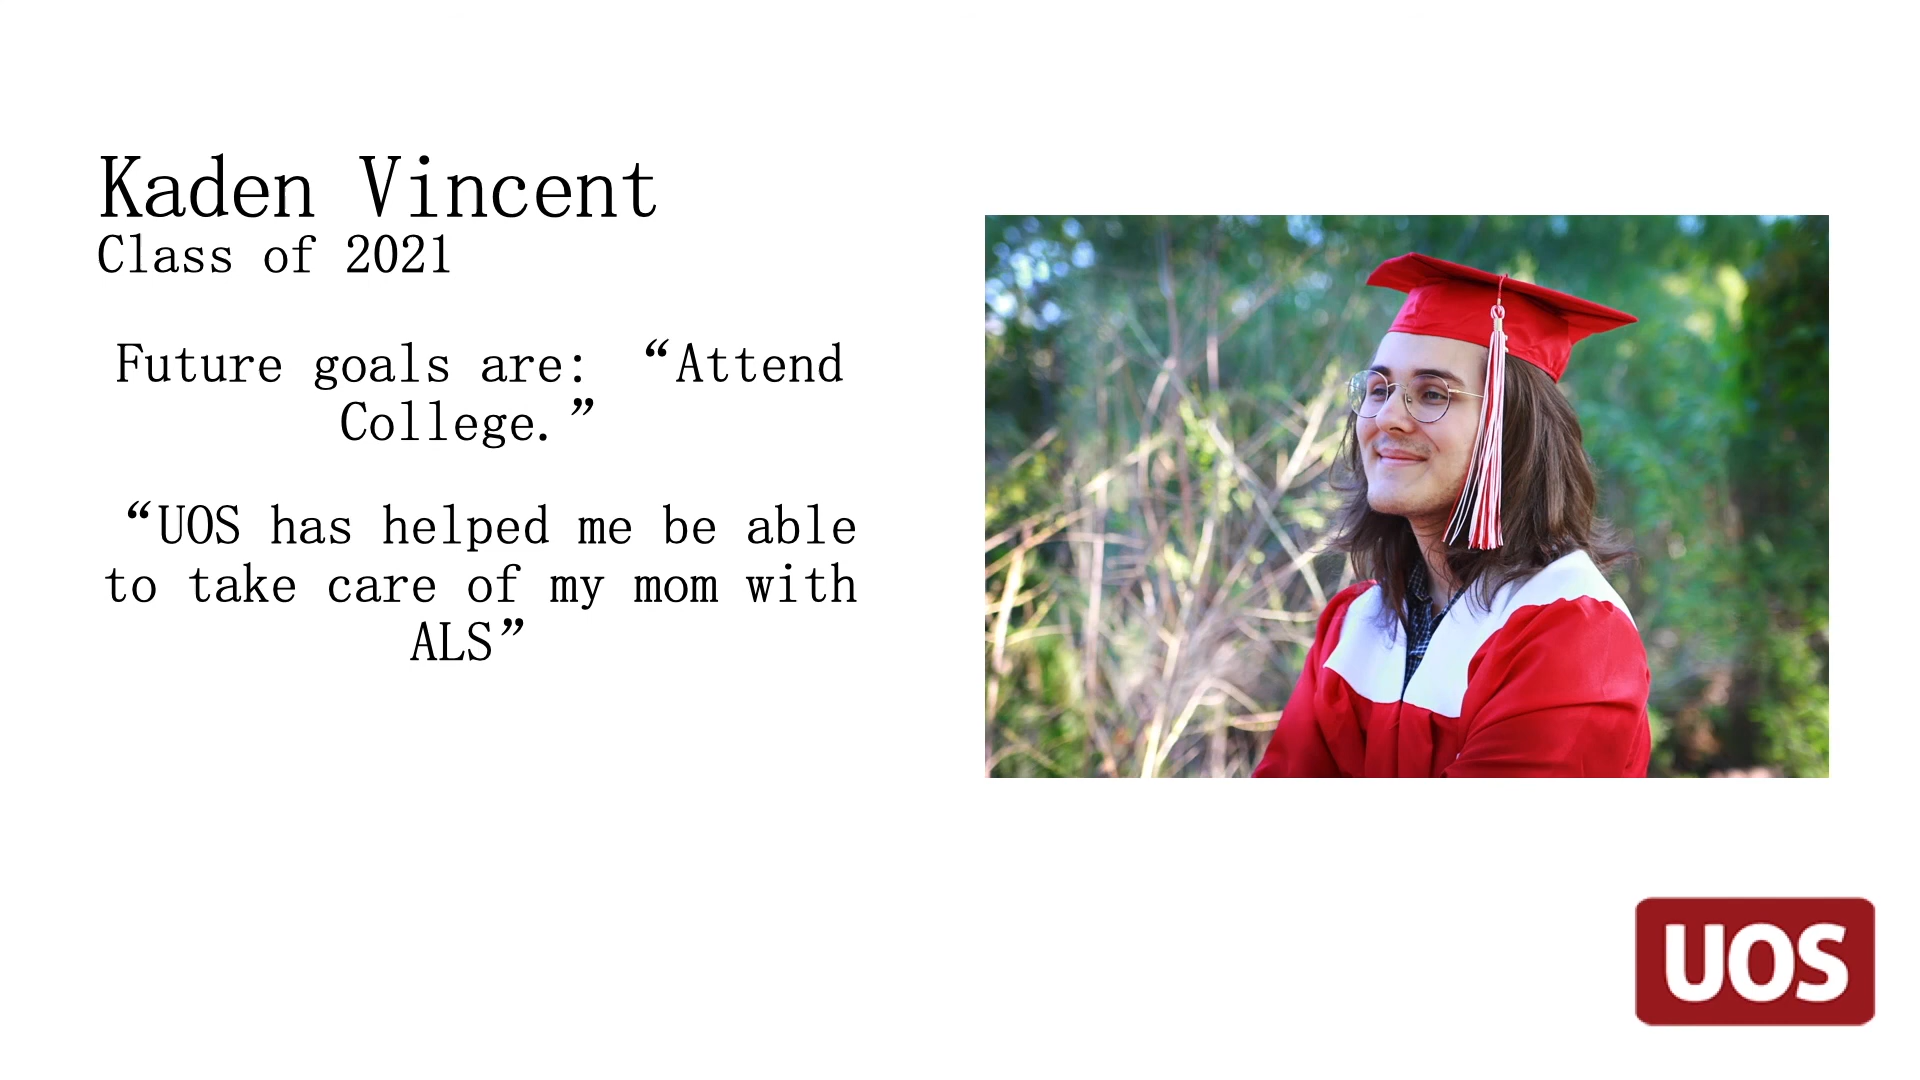 Kaden Vincent
Class of 2021
Future goals are: “Attend
College.”
“UOS has helped me be able
to take care of my mom with
ALS”
UOS